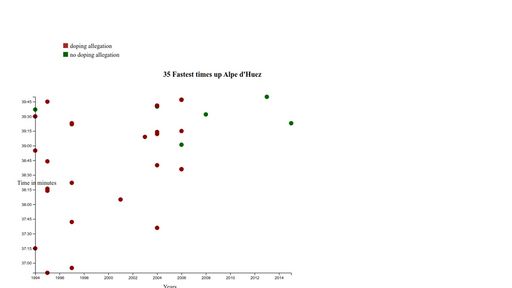 doping allegation
no doping allegation
35 Fastest times up Alpe d'Huez
39:45
39:30
39:15
39:00
38:45
38:30
Time in minutes
38:15
38:00
37:45
37:30
37:15
37:00
1994 1996 1998 2000 2002 2004 2006 2008 2010 2012 2014
Years